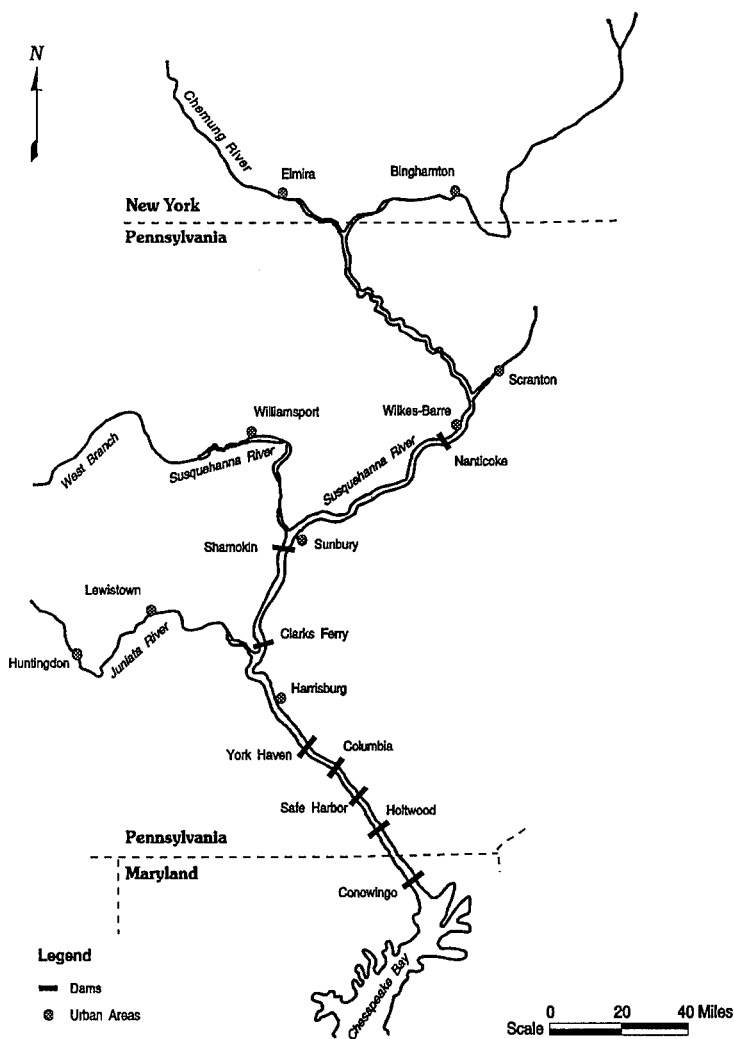 N
Chemung River
Elmira
Binghamton
New York
Pennsylvania
Scranton
Williamsport
Wilkes-Barre
West Branch
Susquehanna River
Susquehanna River
Nanticoke
Shamokin
Sunbury
Lewistown
Juniata River
Clarks Ferry
Huntingdon
Harrisburg
York Haven
Columbia
Safe Harbor
Holtwood
Pennsylvania
Maryland
Conowingo
Chesapeake Bay
Legend
Dams
Urban Areas
0 20 40 Miles
Scale